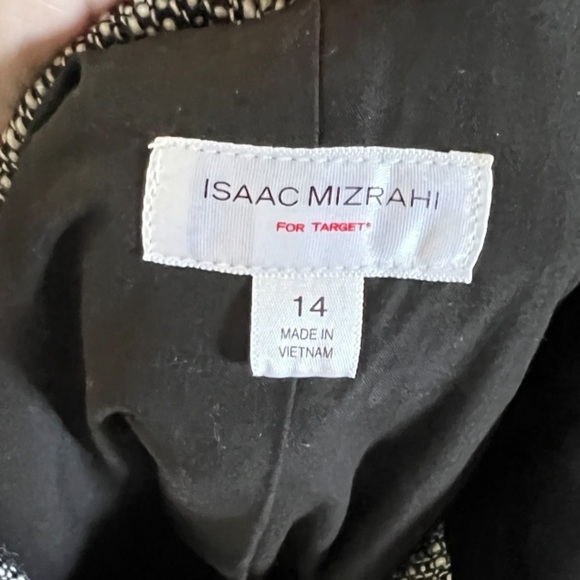 ISAAC MIZRAHI
FOR TARGET®
14
MADE IN
VIETNAM